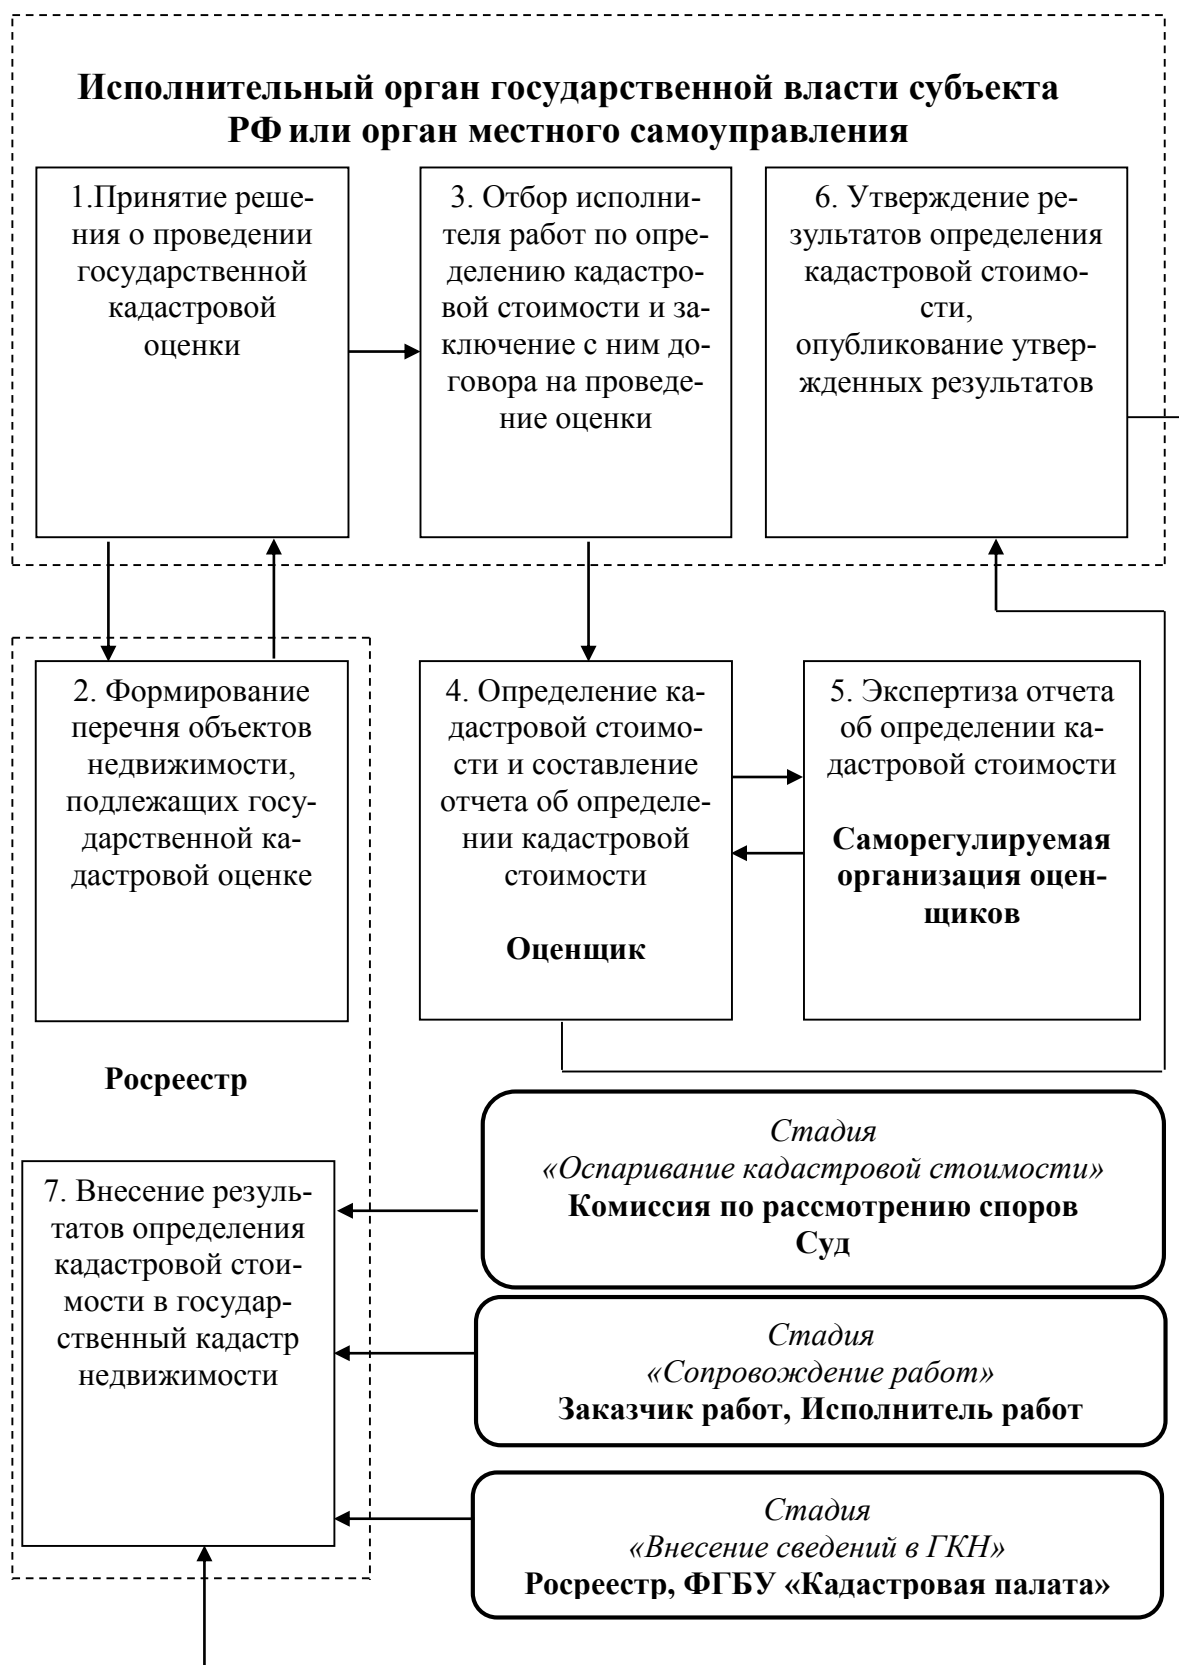 Исполнительный орган государственной власти субъекта
РФ или орган местного самоуправления
1.Принятие реше-
ния о проведении
государственной
кадастровой
оценки
3. Отбор исполни-
теля работ по опре-
делению кадастро-
вой стоимости и за-
ключение с ним до-
говора на проведе-
ние оценки
6. Утверждение ре-
зультатов определения
кадастровой стоимо-
сти,
опубликование утвер-
жденных результатов
2. Формирование
перечня объектов
недвижимости,
подлежащих госу-
дарственной ка-
дастровой оценке
4. Определение ка-
дастровой стоимо-
сти и составление
отчета об определе-
нии кадастровой
стоимости
Оценщик
5. Экспертиза отчета
об определении ка-
дастровой стоимости
Саморегулируемая
организация оцен-
щиков
Росреестр
7. Внесение резуль-
татов определения
кадастровой стои-
мости в государ-
ственный кадастр
недвижимости
Стадия
«Оспаривание кадастровой стоимости»
Комиссия по рассмотрению споров
Суд
Стадия
«Сопровождение работ»
Заказчик работ, Исполнитель работ
Стадия
«Внесение сведений в ГКН»
Росреестр, ФГБУ «Кадастровая палата»